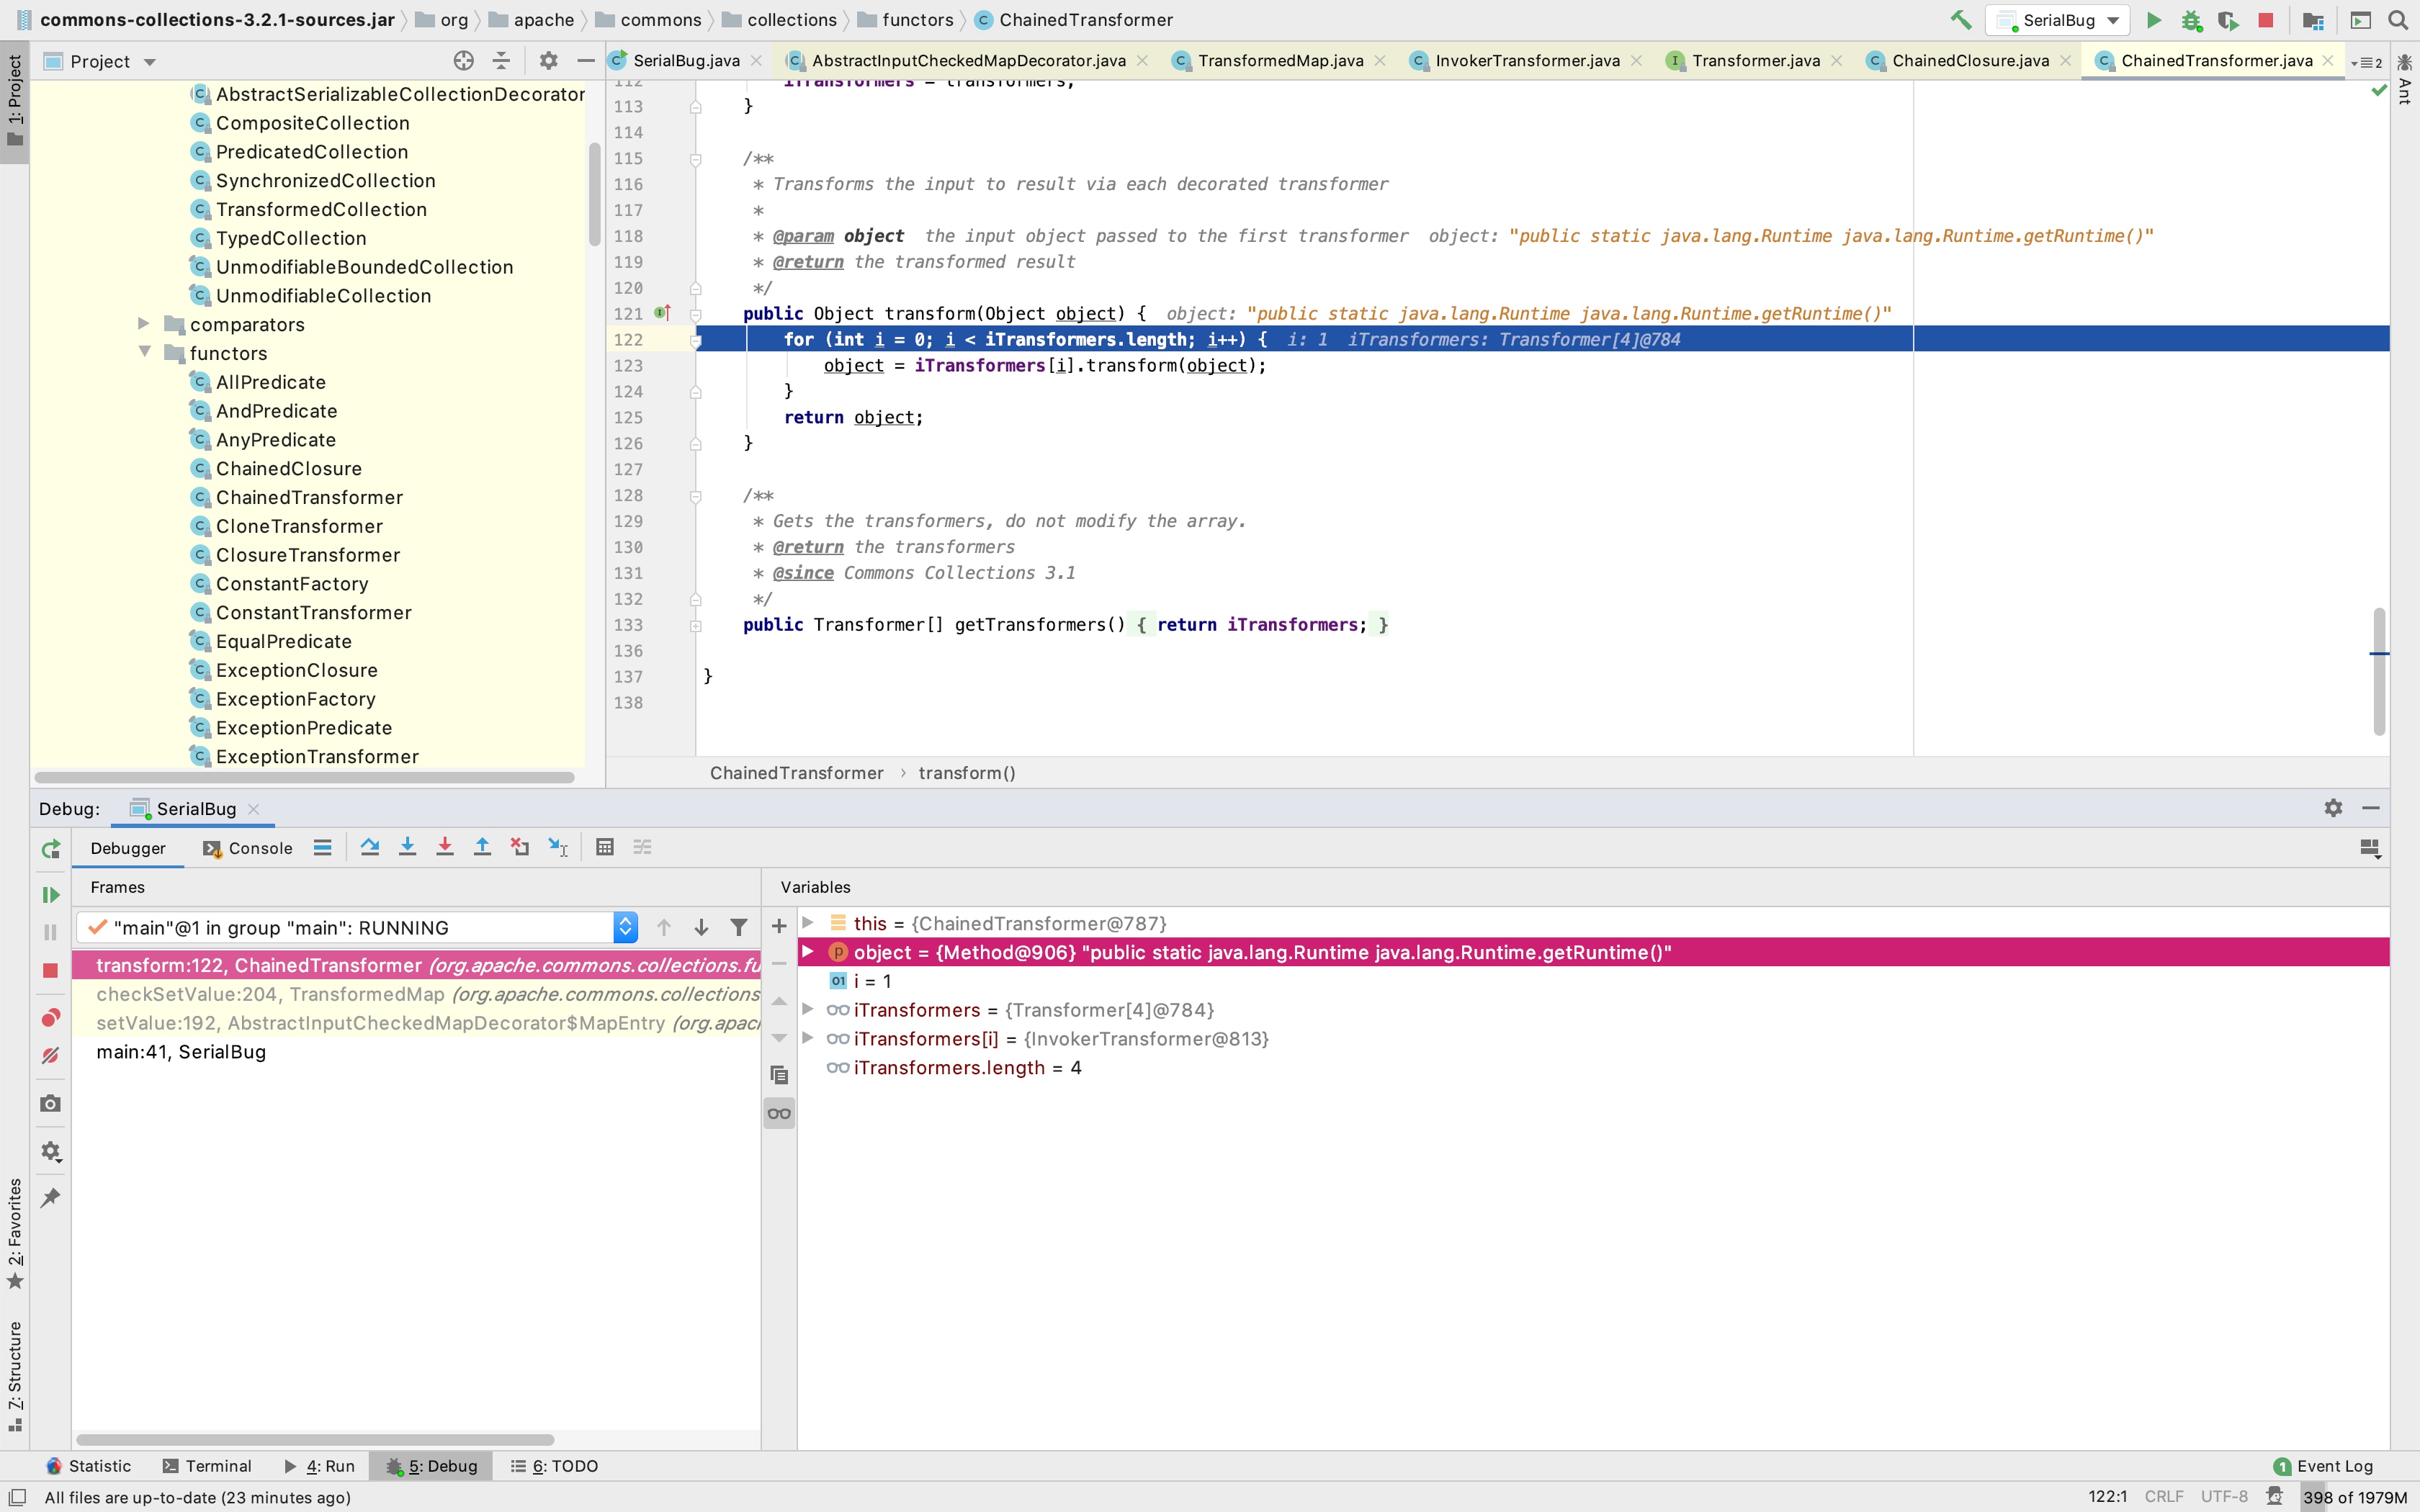 commons-collections-3.2.1-sources.jar org apache commons collections functors ChainedTransformer SerialBug
1: Project
Project
SerialBug.java AbstractInputCheckedMapDecorator.java TransformedMap.java InvokerTransformer.java Transformer.java ChainedClosure.java ChainedTransformer.java 2
Ant
AbstractSerializableCollectionDecorator
CompositeCollection
PredicatedCollection
SynchronizedCollection
TransformedCollection
TypedCollection
UnmodifiableBoundedCollection
UnmodifiableCollection
comparators
functors
AllPredicate
AndPredicate
AnyPredicate
ChainedClosure
ChainedTransformer
CloneTransformer
ClosureTransformer
ConstantFactory
ConstantTransformer
EqualPredicate
ExceptionClosure
ExceptionFactory
ExceptionPredicate
ExceptionTransformer
112 iTransformers = transformers;
113 }
114
115 /**
116 * Transforms the input to result via each decorated transformer
117 *
118 * @param object the input object passed to the first transformer object: "public static java.lang.Runtime java.lang.Runtime.getRuntime()"
119 * @return the transformed result
120 */
121 public Object transform(Object object) { object: "public static java.lang.Runtime java.lang.Runtime.getRuntime()"
122 for (int i = 0; i < iTransformers.length; i++) { i: 1 iTransformers: Transformer[4]@784
123 object = iTransformers[i].transform(object);
124 }
125 return object;
126 }
127
128 /**
129 * Gets the transformers, do not modify the array.
130 * @return the transformers
131 * @since Commons Collections 3.1
132 */
133 public Transformer[] getTransformers() { return iTransformers; }
136
137 }
138
ChainedTransformer › transform()
Debug: SerialBug
Debugger Console
Frames
"main"@1 in group "main": RUNNING
transform:122, ChainedTransformer (org.apache.commons.collections.fu
checkSetValue:204, TransformedMap (org.apache.commons.collections
setValue:192, AbstractInputCheckedMapDecorator$MapEntry (org.apac
main:41, SerialBug
Variables
this = {ChainedTransformer@787}
object = {Method@906} "public static java.lang.Runtime java.lang.Runtime.getRuntime()"
01 i = 1
iTransformers = {Transformer[4]@784}
iTransformers[i] = {InvokerTransformer@813}
iTransformers.length = 4
2: Favorites
7: Structure
Statistic Terminal 4: Run 5: Debug 6: TODO 1 Event Log
All files are up-to-date (23 minutes ago) 122:1 CRLF UTF-8 398 of 1979M